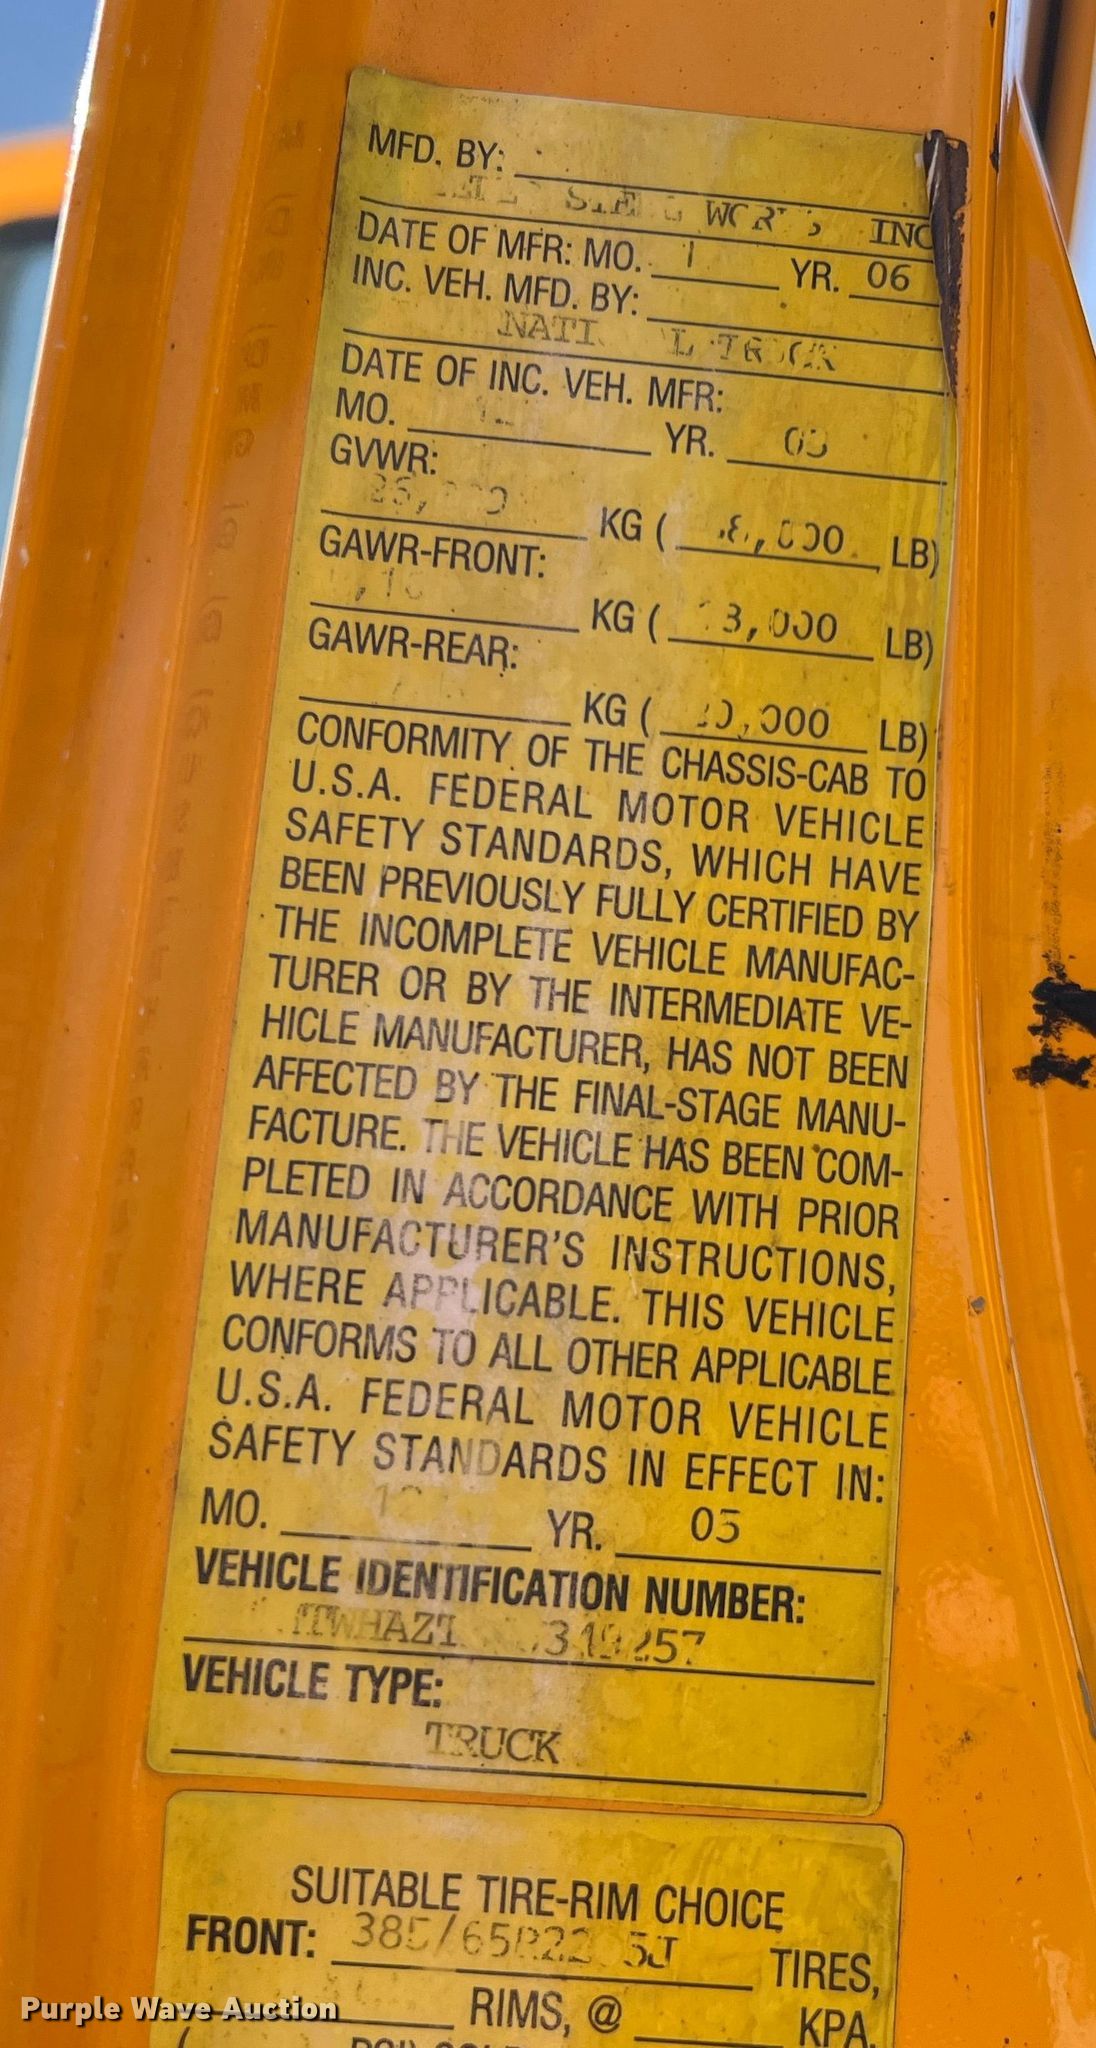 MFD. BY:
INC
DATE OF MFR: MO. YR. 06
INC. VEH. MFD. BY:
DATE OF INC. VEH. MFR:
MO. YR.
GVWR:
KG ( LB)
GAWR-FRONT:
KG ( LB)
GAWR-REAR:
KG ( LB)
CONFORMITY OF THE CHASSIS-CAB TO
U.S.A. FEDERAL MOTOR VEHICLE
SAFETY STANDARDS, WHICH HAVE
BEEN PREVIOUSLY FULLY CERTIFIED BY
THE INCOMPLETE VEHICLE MANUFAC-
TURER OR BY THE INTERMEDIATE VE-
HICLE MANUFACTURER, HAS NOT BEEN
AFFECTED BY THE FINAL-STAGE MANU-
FACTURE. THE VEHICLE HAS BEEN COM-
PLETED IN ACCORDANCE WITH PRIOR
MANUFACTURER'S INSTRUCTIONS,
WHERE APPLICABLE. THIS VEHICLE
CONFORMS TO ALL OTHER APPLICABLE
U.S.A. FEDERAL MOTOR VEHICLE
SAFETY STANDARDS IN EFFECT IN:
MO. YR. 05
VEHICLE IDENTIFICATION NUMBER:
VEHICLE TYPE:
TRUCK
SUITABLE TIRE-RIM CHOICE
FRONT: TIRES,
RIMS, @ KPA
Purple Wave Auction